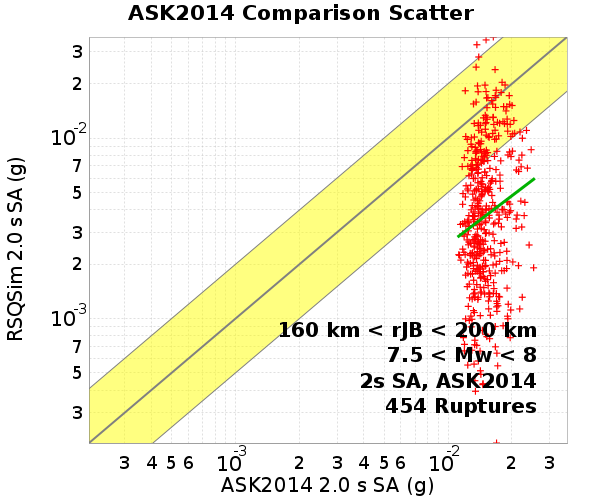 ASK2014 Comparison Scatter
3
2
10-2
7
5
3
2
10-3
7
5
3
RSQSim 2.0 s SA (g)
160 km < rJB < 200 km
7.5 < Mw < 8
2s SA, ASK2014
454 Ruptures
3 4 5 6 10-3 2 3 4 5 6 10-2 2 3
ASK2014 2.0 s SA (g)